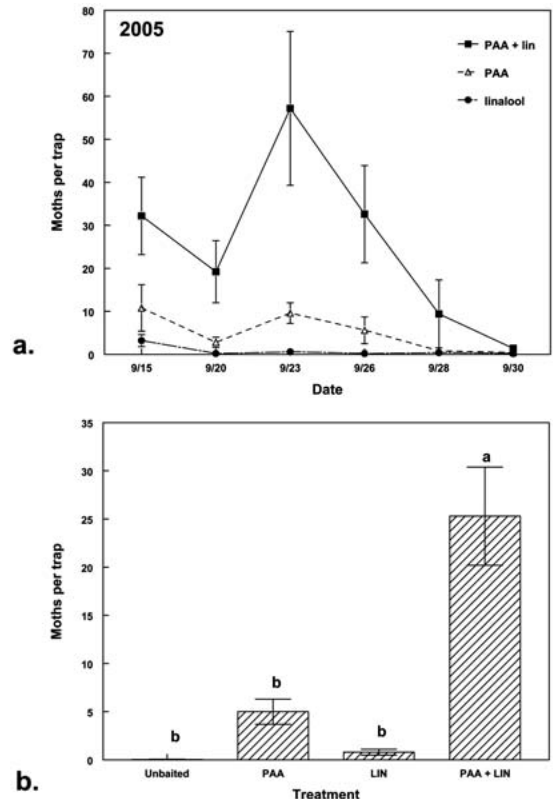 2005
80
70
60
50
40
30
20
10
0
Moths per trap
PAA + lin
PAA
linalool
9/15 9/20 9/23 9/26 9/28 9/30
Date
a.
35
30
25
20
15
10
5
0
Moths per trap
b b b a
Unbaited PAA LIN PAA + LIN
Treatment
b.